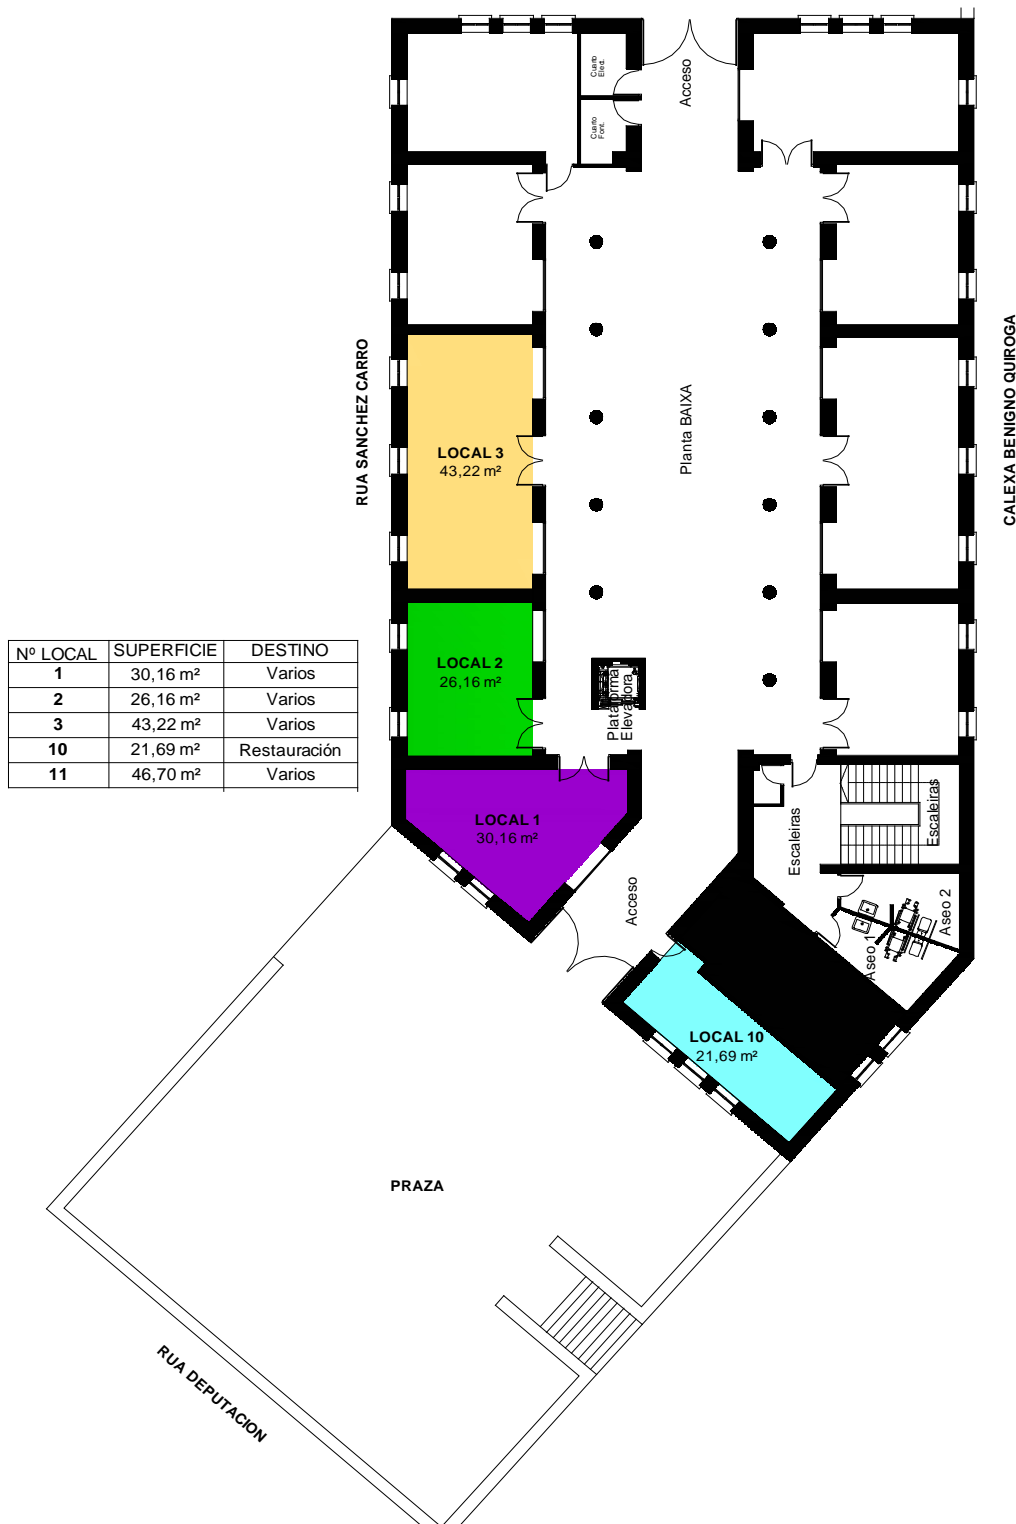 Cuarto
Elect.
Acceso
Cuarto
Font.
RUA SANCHEZ CARRO
Planta BAIXA
CALEXA BENIGNO QUIROGA
LOCAL 3
43,22 m²
Nº LOCAL SUPERFICIE DESTINO
1 30,16 m² Varios
2 26,16 m² Varios
3 43,22 m² Varios
10 21,69 m² Restauración
11 46,70 m² Varios
LOCAL 2
26,16 m²
Plataforma
Elevadora
LOCAL 1
30,16 m²
Escaleiras
Escaleiras
Acceso
Aseo 1
Aseo 2
LOCAL 10
21,69 m²
PRAZA
RUA DEPUTACION